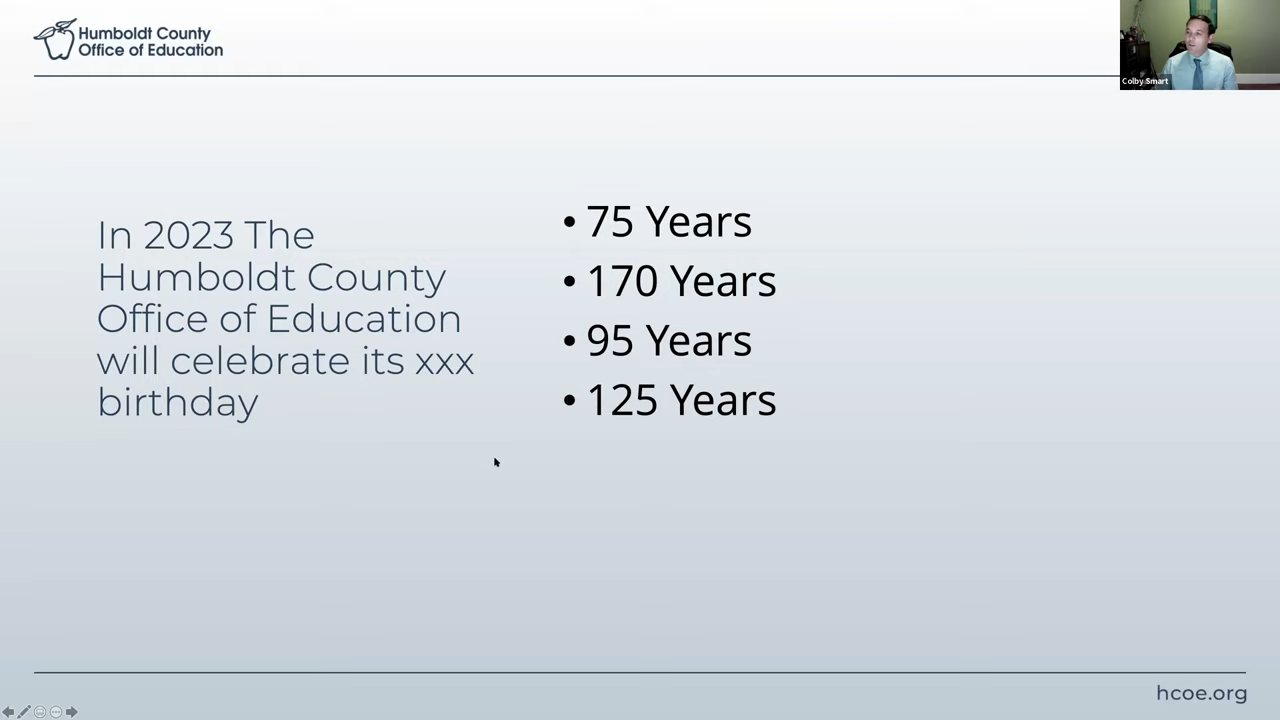 Humboldt County
Office of Education
Colby Smart
In 2023 The
Humboldt County
Office of Education
will celebrate its xxx
birthday
• 75 Years
• 170 Years
• 95 Years
• 125 Years
hcoe.org